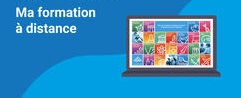 Ma formation
à distance